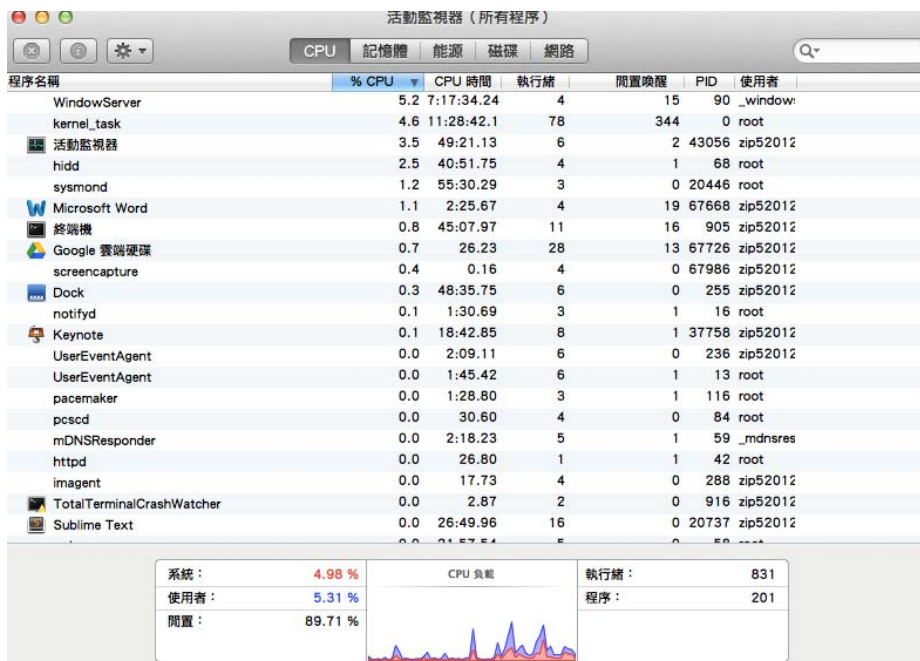 活動監視器（所有程序）
CPU 記憶體 能源 磁碟 網路
程序名稱 % CPU CPU 時間 執行緒 閒置喚醒 PID 使用者
WindowServer 5.2 7:17:34.24 4 15 90 _window
kernel_task 4.6 11:28:42.1 78 344 0 root
活動監視器 3.5 49:21.13 6 2 43056 zip52012
hidd 2.5 40:51.75 4 1 68 root
sysmond 1.2 55:30.29 3 0 20446 root
Microsoft Word 1.1 2:25.67 4 19 67668 zip52012
終端機 0.8 45:07.97 11 16 905 zip52012
Google 雲端硬碟 0.7 26.23 28 13 67726 zip52012
screencapture 0.4 0.16 4 0 67986 zip52012
Dock 0.3 48:35.75 6 0 255 zip52012
notifyd 0.1 1:30.69 3 1 16 root
Keynote 0.1 18:42.85 8 1 37758 zip52012
UserEventAgent 0.0 2:09.11 6 0 236 zip52012
UserEventAgent 0.0 1:45.42 6 1 13 root
pacemaker 0.0 1:28.80 3 1 116 root
pcscd 0.0 30.60 4 0 84 root
mDNSResponder 0.0 2:18.23 5 1 59 _mdnsres
httpd 0.0 26.80 1 1 42 root
imagent 0.0 17.73 4 0 288 zip52012
TotalTerminalCrashWatcher 0.0 2.87 2 0 916 zip52012
Sublime Text 0.0 26:49.96 16 0 20737 zip52012
系統： 4.98 % CPU 負載 執行緒： 831
使用者： 5.31 % 程序： 201
閒置： 89.71 %